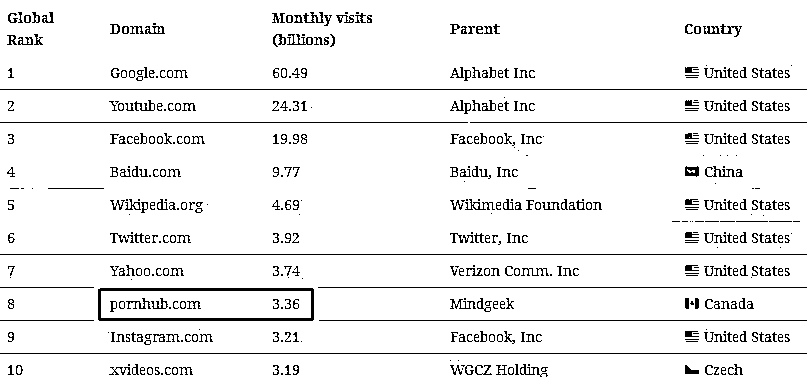 Global Rank Domain Monthly visits (billions) Parent Country
1 Google.com 60.49 Alphabet Inc United States
2 Youtube.com 24.31 Alphabet Inc United States
3 Facebook.com 19.98 Facebook, Inc United States
4 Baidu.com 9.77 Baidu, Inc China
5 Wikipedia.org 4.69 Wikimedia Foundation United States
6 Twitter.com 3.92 Twitter, Inc United States
7 Yahoo.com 3.74 Verizon Comm. Inc United States
8 pornhub.com 3.36 Mindgeek Canada
9 Instagram.com 3.21 Facebook, Inc United States
10 xvideos.com 3.19 WGCZ Holding Czech